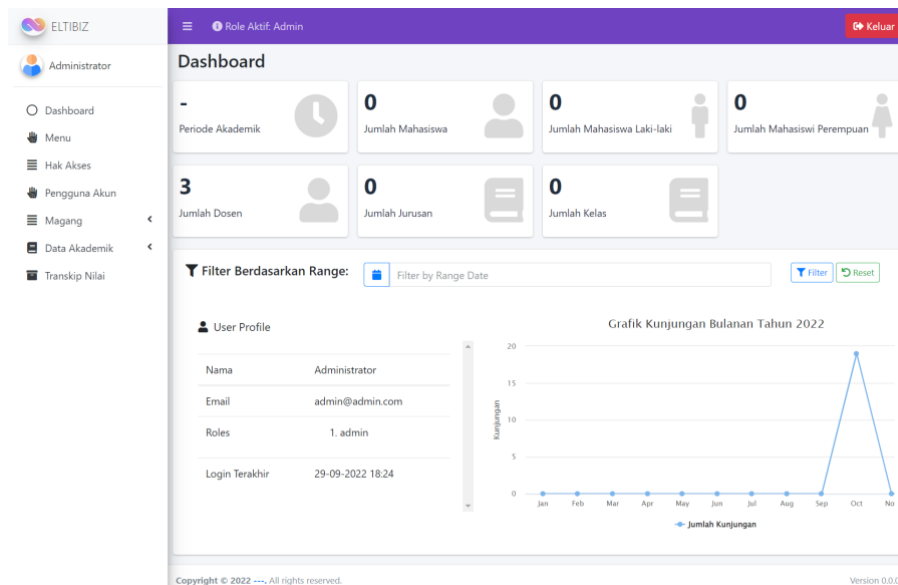 ELTIBIZ
Role Aktif: Admin
Keluar
Administrator
Dashboard
Menu
Hak Akses
Pengguna Akun
Magang
Data Akademik
Transkip Nilai
Dashboard
-
Periode Akademik
0
Jumlah Mahasiswa
0
Jumlah Mahasiswa Laki-laki
0
Jumlah Mahasiswi Perempuan
3
Jumlah Dosen
0
Jumlah Jurusan
0
Jumlah Kelas
Filter Berdasarkan Range:
Filter by Range Date
Filter
Reset
User Profile
Nama Administrator
Email admin@admin.com
Roles 1. admin
Login Terakhir 29-09-2022 18:24
Grafik Kunjungan Bulanan Tahun 2022
Kunjungan
20
15
10
5
0
Jan Feb Mar Apr May Jun Jul Aug Sep Oct No
Jumlah Kunjungan
Copyright © 2022 ---. All rights reserved.
Version 0.0.0